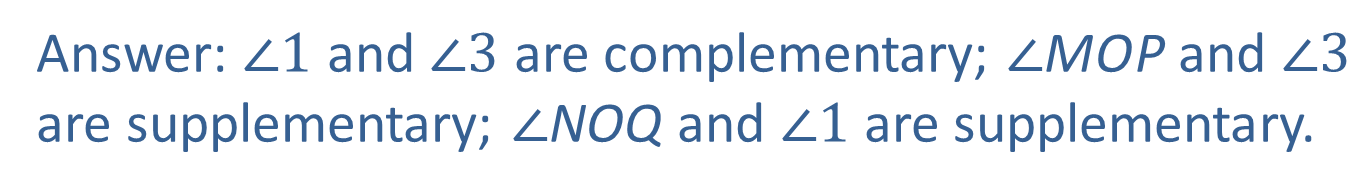 Answer: ∠1 and ∠3 are complementary; ∠MOP and ∠3
are supplementary; ∠NOQ and ∠1 are supplementary.